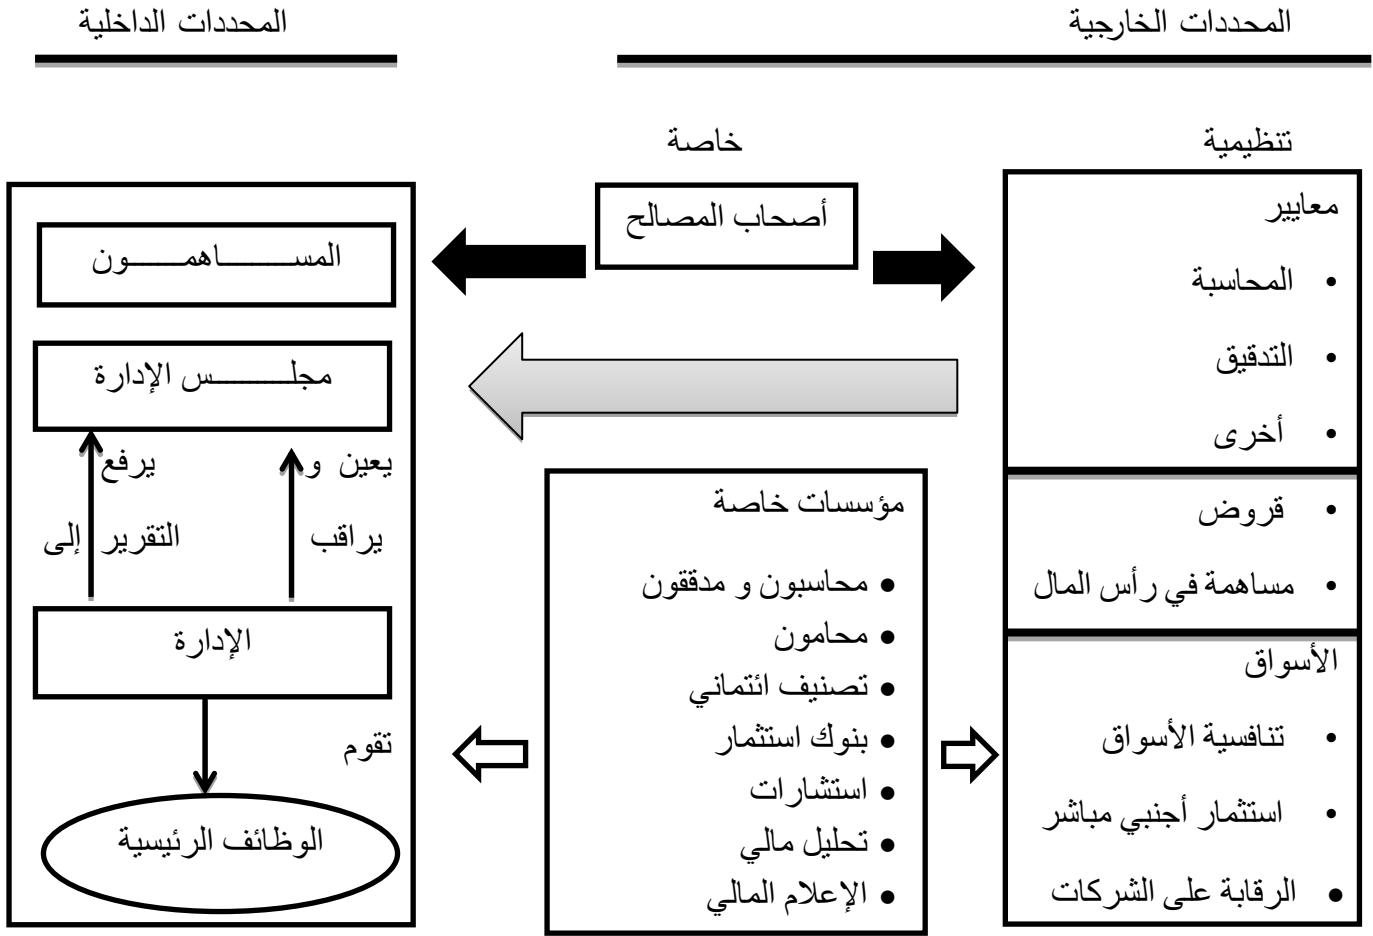 المحددات الخارجية
المحددات الداخلية
تنظيمية
خاصة
معايير
• المحاسبة
• التدقيق
• أخرى
• قروض
• مساهمة في رأس المال
الأسواق
• تنافسية الأسواق
• استثمار أجنبي مباشر
• الرقابة على الشركات
أصحاب المصالح
مؤسسات خاصة
• محاسبون و مدققون
• محامون
• تصنيف ائتماني
• بنوك استثمار
• استشارات
• تحليل مالي
• الإعلام المالي
المســـــــــاهمـــــــون
مجلـــــــــس الإدارة
يعين و
يراقب
يرفع
التقرير إلى
الإدارة
تقوم
الوظائف الرئيسية